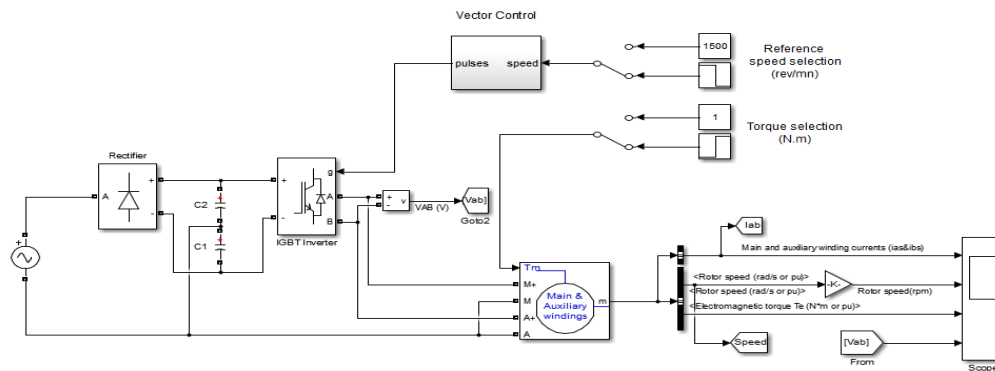 Vector Control
pulses
speed
1500
Reference
speed selection
(rev/mn)
1
Torque selection
(N.m)
Rectifier
A
+
-
C2
C1
+
-
g
A
B
IGBT Inverter
+
-
v
VAB (V)
Vab]
Goto2
+
Tm
M+
M
A+
A
Main &
Auxiliary
windings
m
Iab
Main and auxiliary winding currents (ias&ibs)
<Rotor speed (rad/s or pu)>
<Rotor speed (rad/s or pu)>
-K-
Rotor speed(rpm)
<Electromagnetic torque Te (N*m or pu)>
Speed
[Vab]
From
Scope